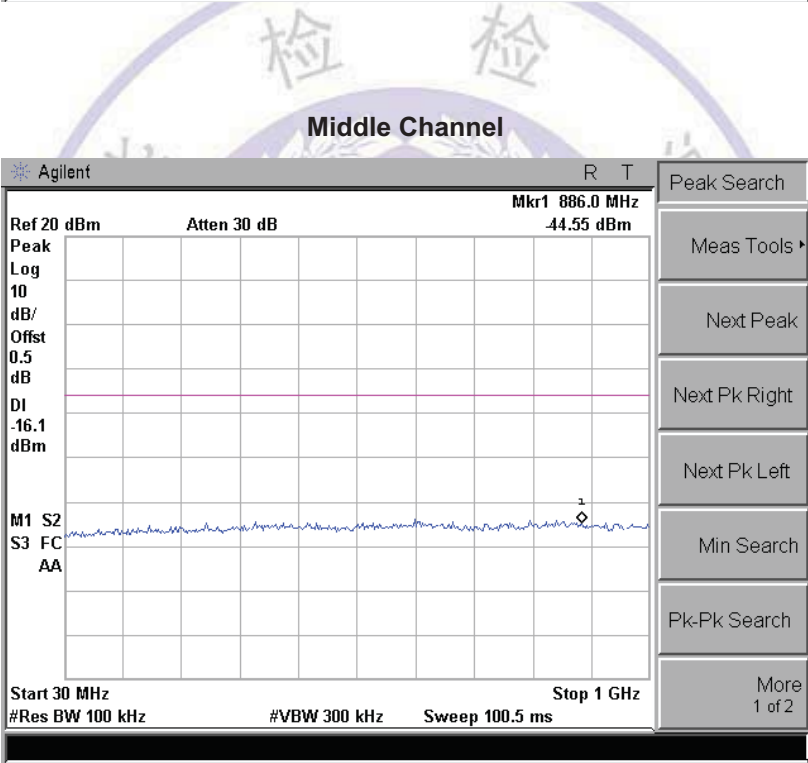 检 检
Middle Channel
Agilent R T
Peak Search
Mkr1 886.0 MHz
Ref 20 dBm Atten 30 dB -44.55 dBm
Peak
Log
10
dB/
Offst
0.5
dB
DI
-16.1
dBm
M1 S2
S3 FC
AA
1
Start 30 MHz Stop 1 GHz
#Res BW 100 kHz #VBW 300 kHz Sweep 100.5 ms
Meas Tools
Next Peak
Next Pk Right
Next Pk Left
Min Search
Pk-Pk Search
More
1 of 2